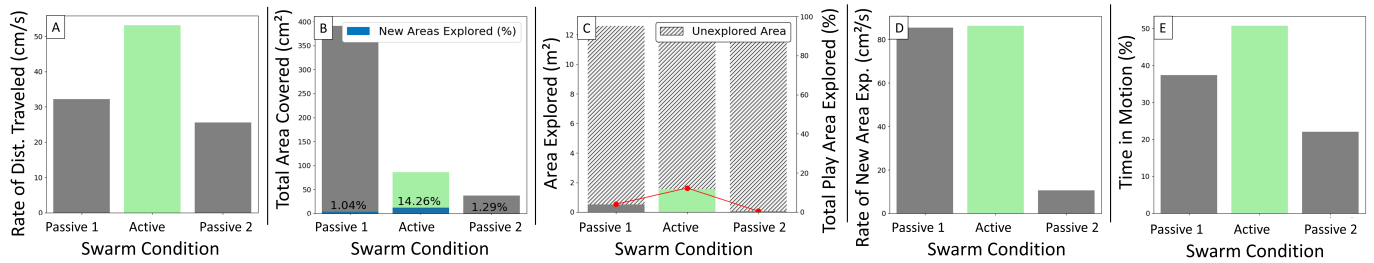 A
Rate of Dist. Traveled (cm/s)
50
40
30
20
10
0
Passive 1 Active Passive 2
Swarm Condition
B
New Areas Explored (%)
Total Area Covered (cm²)
400
350
300
250
200
150
100
50
0
1.04% 14.26% 1.29%
Passive 1 Active Passive 2
Swarm Condition
C
Unexplored Area
Area Explored (m²)
12
10
8
6
4
2
0
Total Play Area Explored (%)
100
80
60
40
20
0
Passive 1 Active Passive 2
Swarm Condition
D
Rate of New Area Exp. (cm²/s)
80
60
40
20
0
Passive 1 Active Passive 2
Swarm Condition
E
Time in Motion (%)
50
40
30
20
10
0
Passive 1 Active Passive 2
Swarm Condition